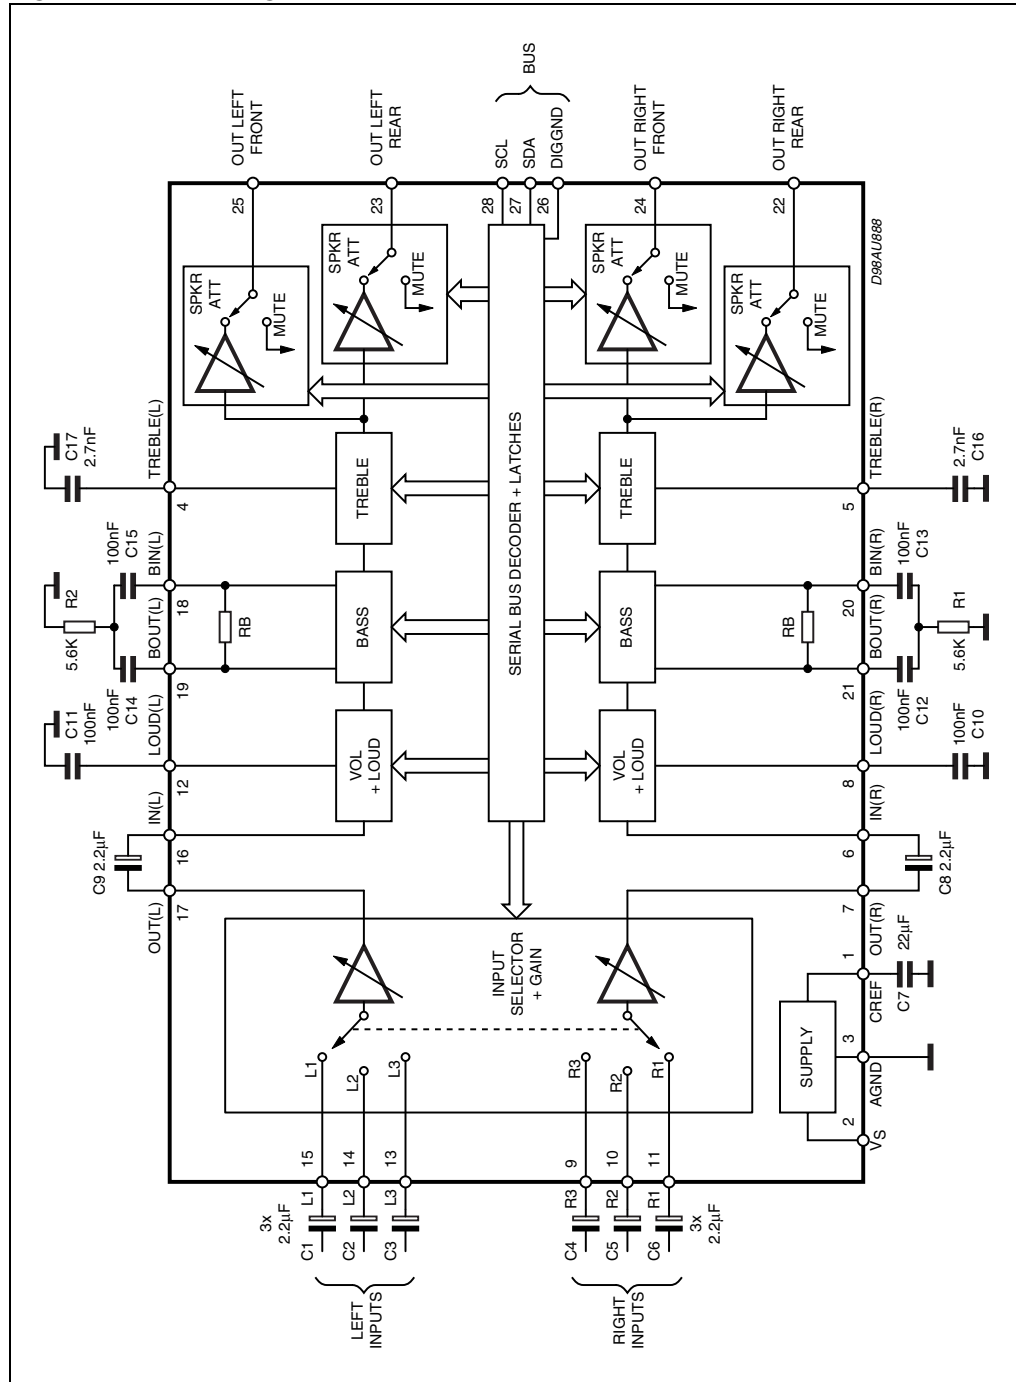 BUS
OUT LEFT
FRONT
OUT LEFT
REAR
SCL
SDA
DIGGND
OUT RIGHT
FRONT
OUT RIGHT
REAR
25
23
28
27
26
24
22
SPKR
ATT
MUTE
SPKR
ATT
MUTE
SPKR
ATT
MUTE
SPKR
ATT
MUTE
D98AU888
C17
2.7nF
TREBLE(L)
4
TREBLE
SERIAL BUS DECODER + LATCHES
TREBLE
5
TREBLE(R)
2.7nF
C16
R2
5.6K
100nF
C15
BIN(L)
18
BOUT(L)
19
100nF
C14
RB
BASS
BASS
RB
20
BIN(R)
21
BOUT(R)
100nF
C13
100nF
C12
R1
5.6K
C11
100nF
LOUD(L)
12
VOL
+ LOUD
VOL
+ LOUD
8
LOUD(R)
100nF
C10
IN(L)
16
C9 2.2µF
OUT(L)
17
6
IN(R)
C8 2.2µF
7
OUT(R)
INPUT
SELECTOR
+ GAIN
L1
L2
L3
R3
R2
R1
SUPPLY
1
CREF
22µF
C7
3
AGND
2
VS
15
14
13
9
10
11
L1
L2
L3
R3
R2
R1
3x
2.2µF
C1
C2
C3
C4
C5
C6
3x
2.2µF
LEFT
INPUTS
RIGHT
INPUTS